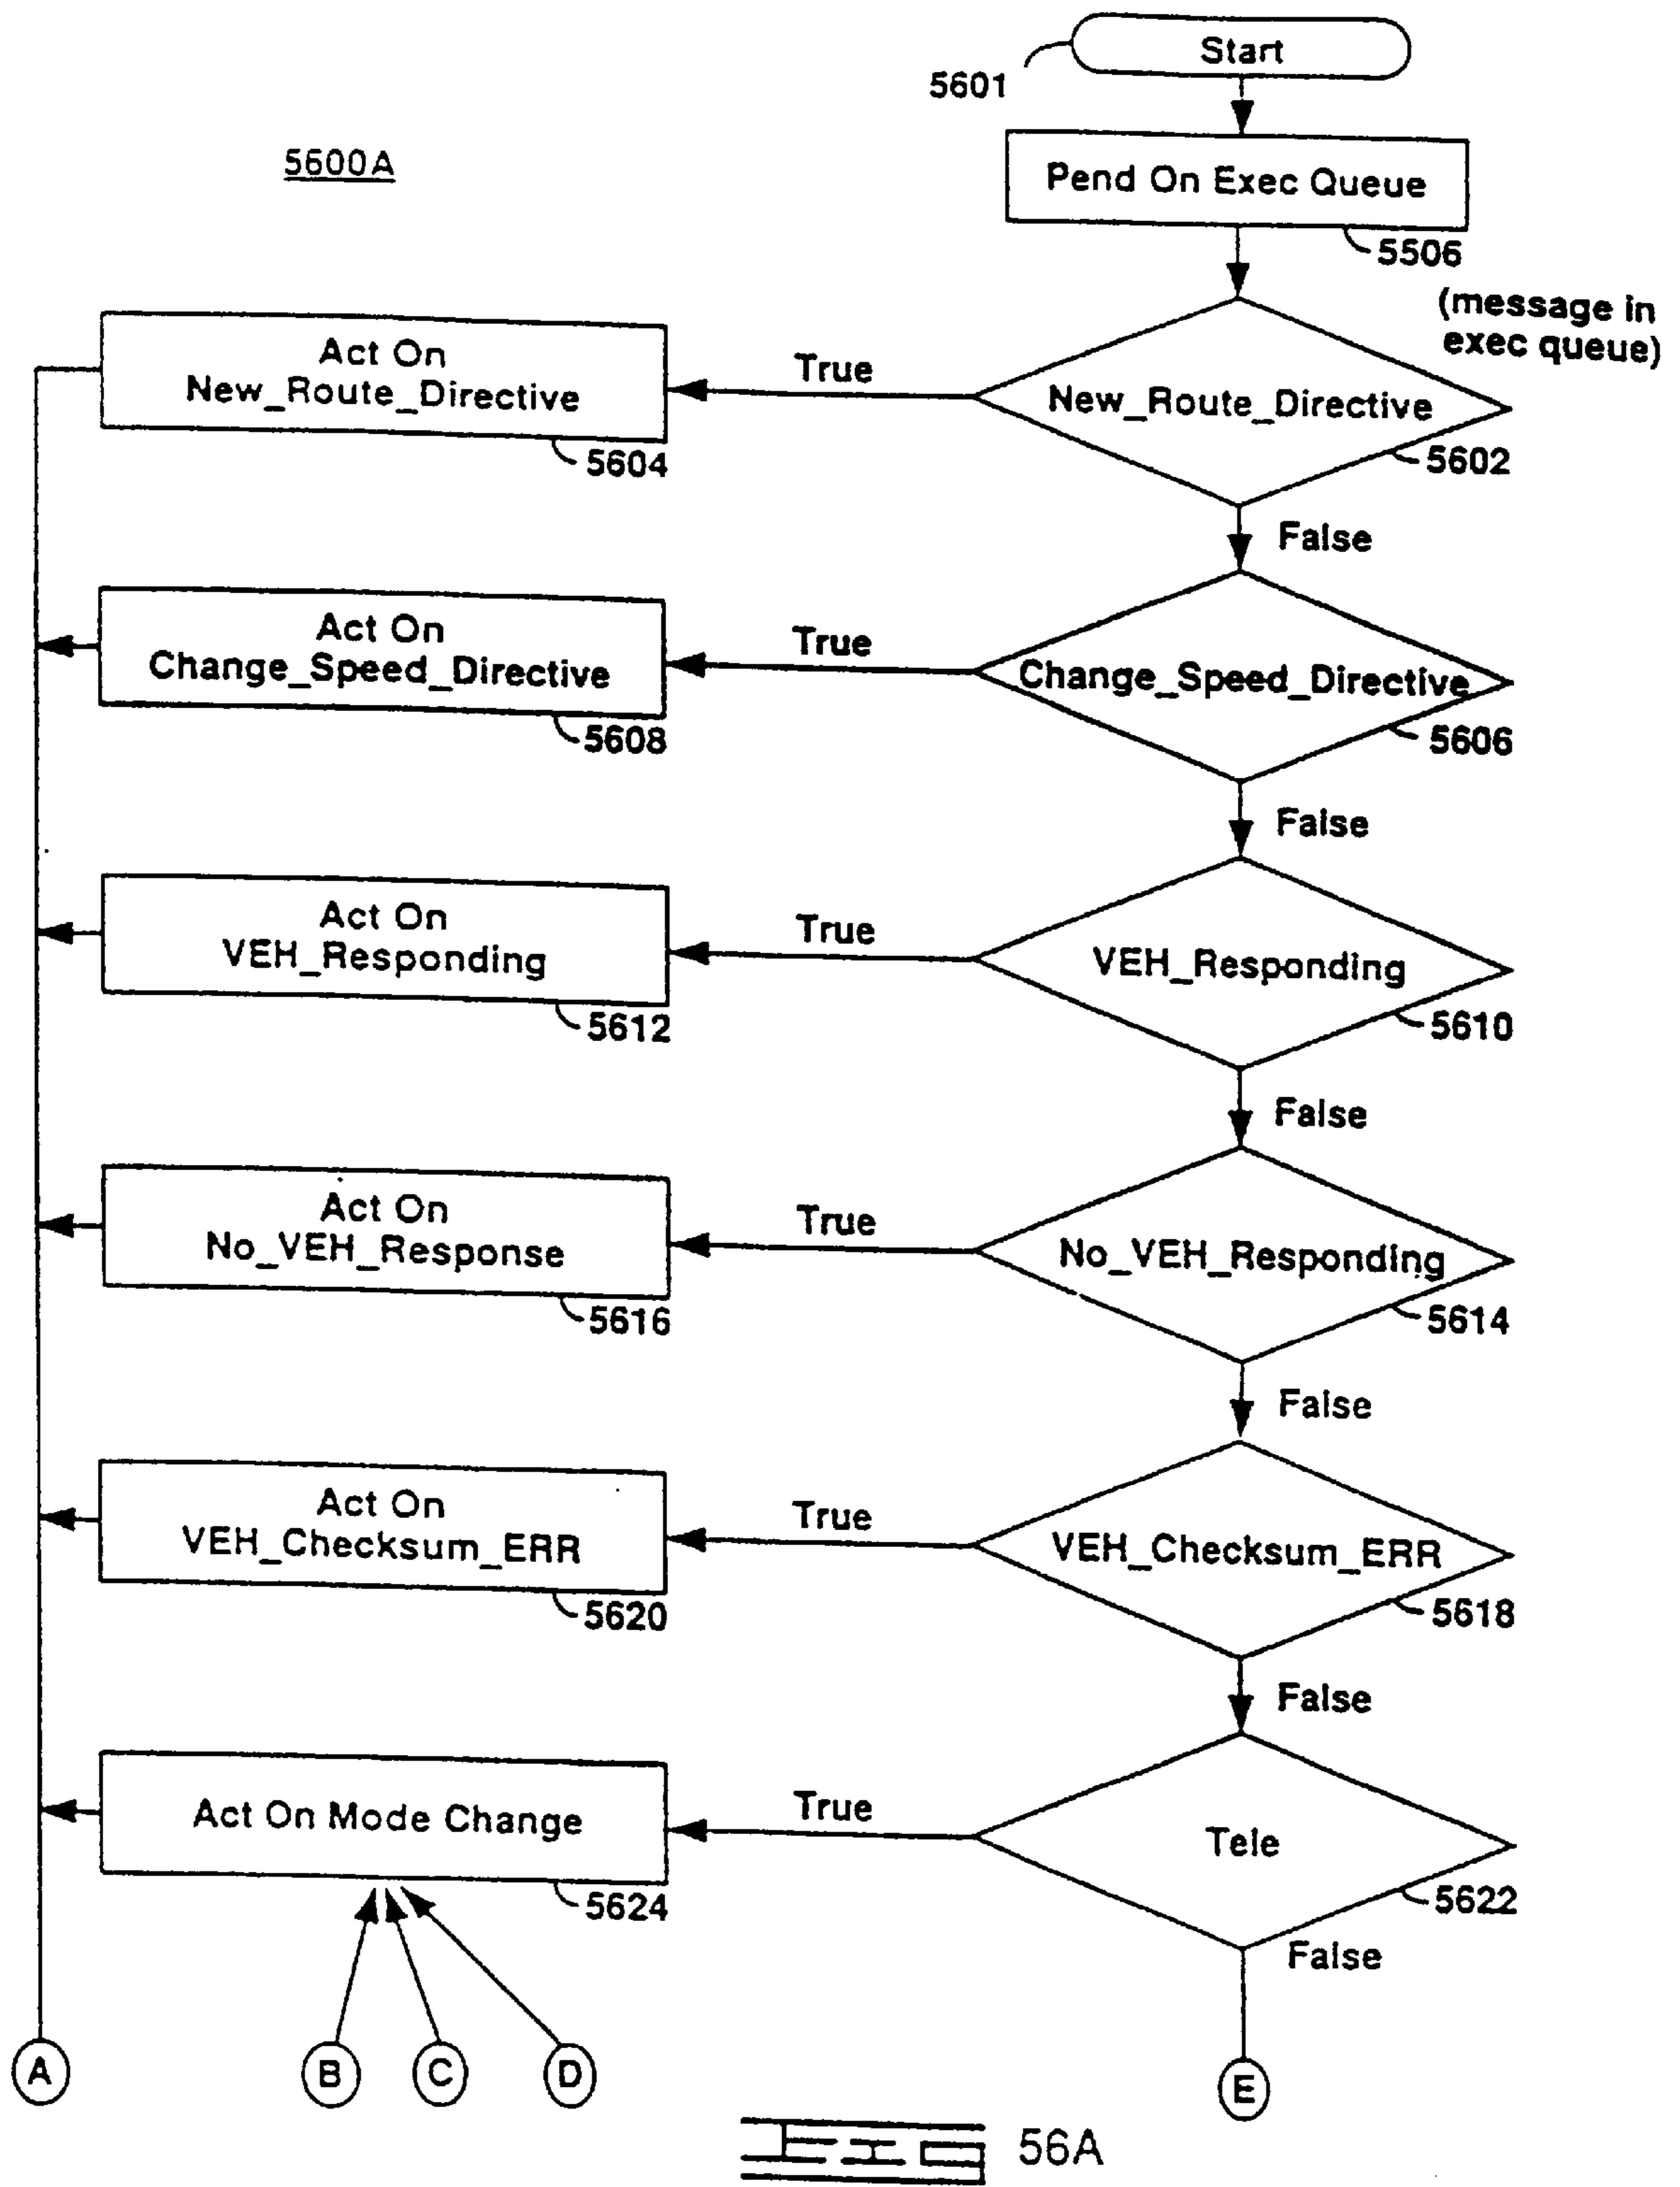 Start
5601
5600A
Pend On Exec Queue
5506
(message in
exec queue)
Act On
New_Route_Directive
5604
True
New_Route_Directive
5602
False
Act On
Change_Speed_Directive
5608
True
Change_Speed_Directive
5606
False
Act On
VEH_Responding
5612
True
VEH_Responding
5610
False
Act On
No_VEH_Response
5616
True
No_VEH_Responding
5614
False
Act On
VEH_Checksum_ERR
5620
True
VEH_Checksum_ERR
5618
False
Act On Mode Change
5624
True
Tele
5622
False
A
B
C
D
E
FIG 56A